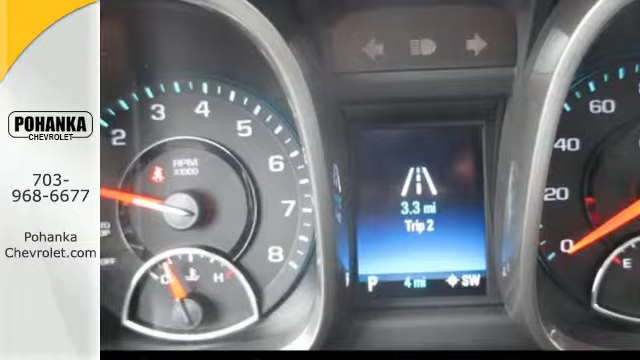 POHANKA
CHEVROLET
703-
968-6677
Pohanka
Chevrolet.com
2
3
4
5
6
7
8
RPM
X1000
OFF
C
H
3.3 mi
Trip 2
P
4 mi
SW
60
40
20
0
E